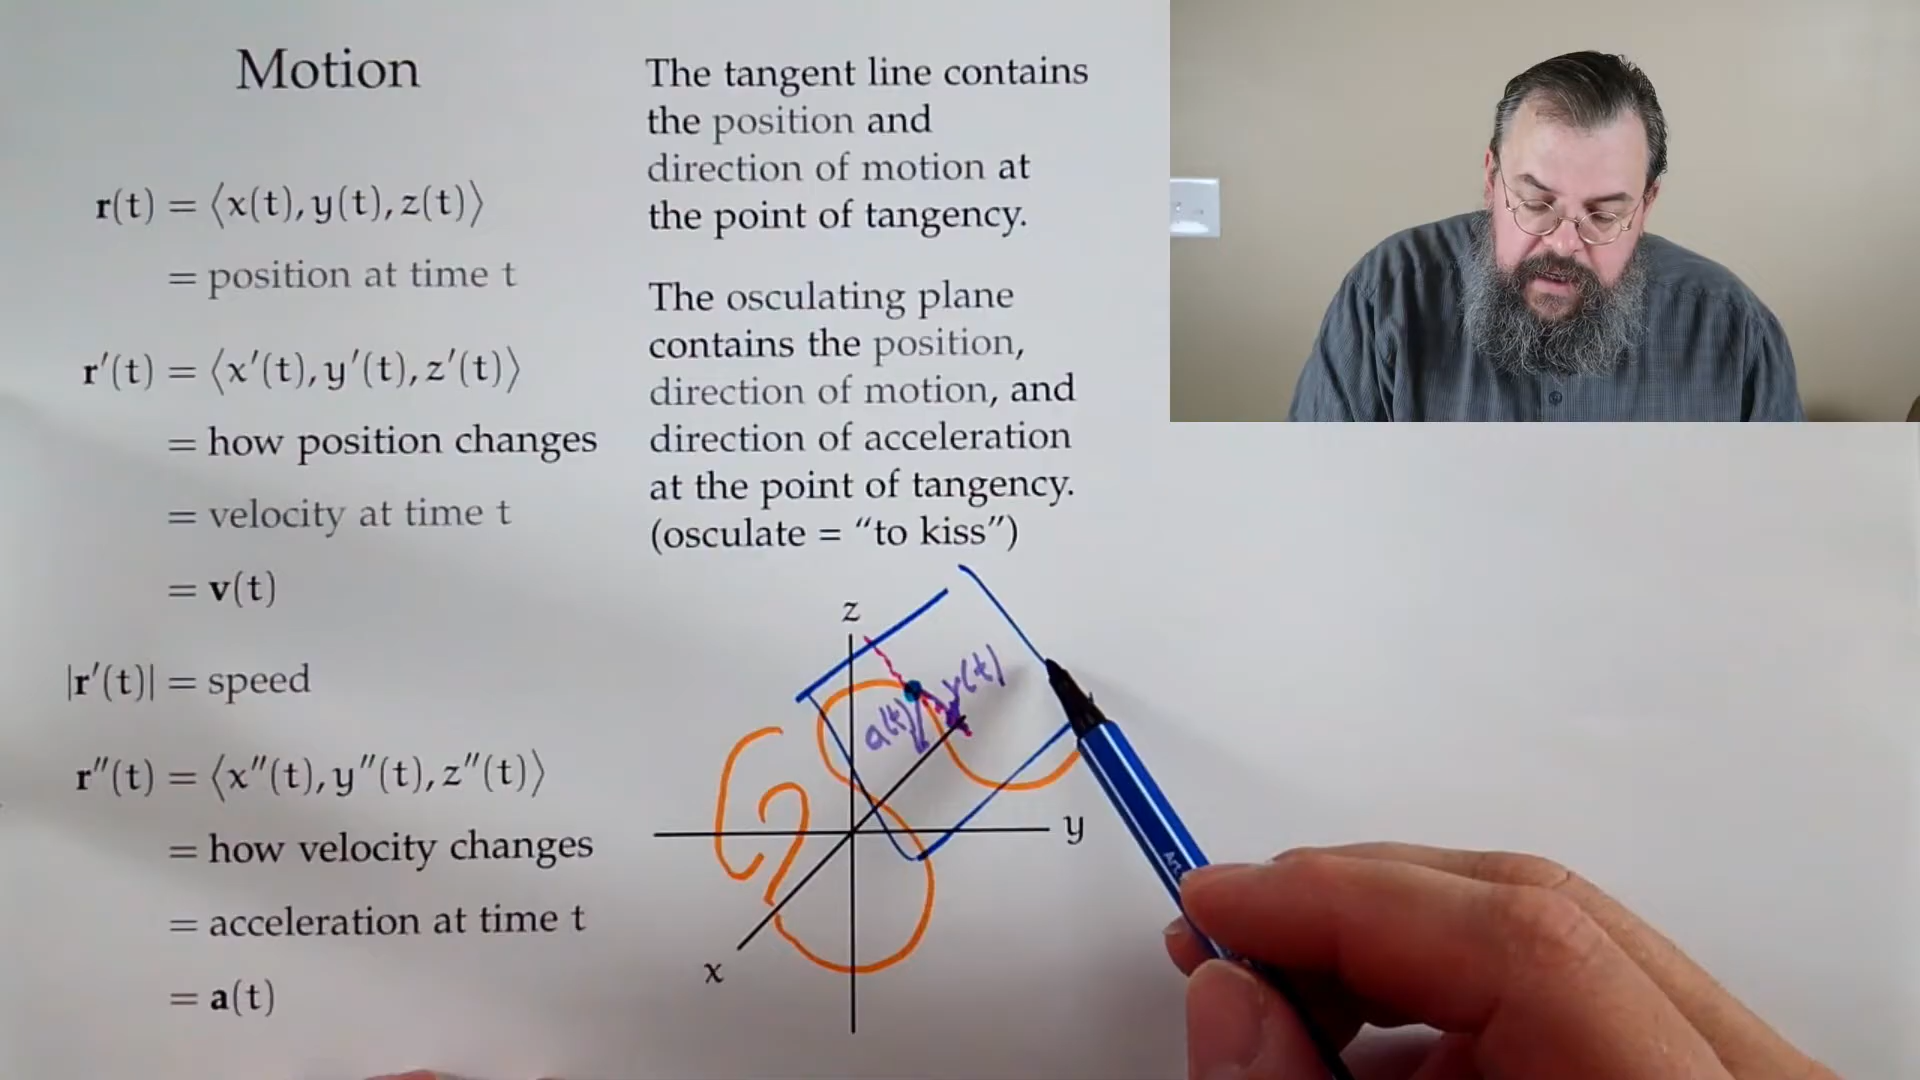 Motion
r(t) = ⟨x(t), y(t), z(t)⟩
= position at time t
r′(t) = ⟨x′(t), y′(t), z′(t)⟩
= how position changes
= velocity at time t
= v(t)
|r′(t)| = speed
r″(t) = ⟨x″(t), y″(t), z″(t)⟩
= how velocity changes
= acceleration at time t
= a(t)
The tangent line contains
the position and
direction of motion at
the point of tangency.
The osculating plane
contains the position,
direction of motion, and
direction of acceleration
at the point of tangency.
(osculate = “to kiss”)
z
v(t)
a(t)
y
x